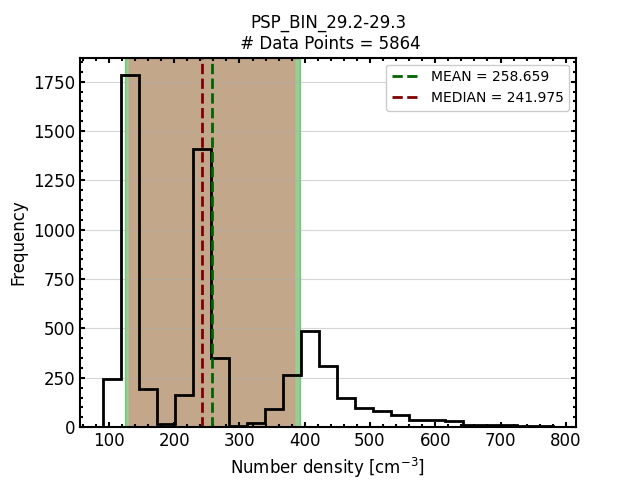 PSP_BIN_29.2-29.3
# Data Points = 5864
MEAN = 258.659
MEDIAN = 241.975
1750
1500
1250
1000
750
500
250
0
Frequency
100 200 300 400 500 600 700 800
Number density [cm⁻³]